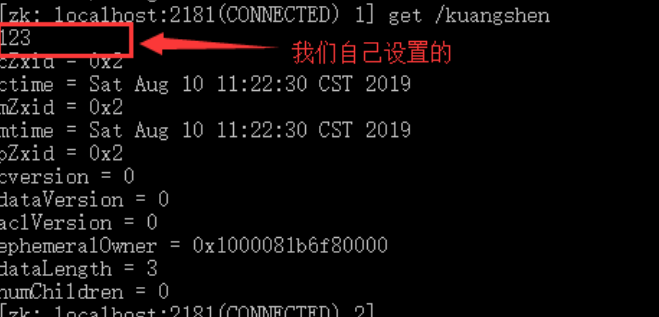 [zk: localhost:2181(CONNECTED) 1] get /kuangshen
123
我们自己设置的
cZxid = 0x2
ctime = Sat Aug 10 11:22:30 CST 2019
mZxid = 0x2
mtime = Sat Aug 10 11:22:30 CST 2019
pZxid = 0x2
cversion = 0
dataVersion = 0
aclVersion = 0
ephemeralOwner = 0x1000081b6f80000
dataLength = 3
numChildren = 0
[zk: localhost:2181(CONNECTED) 2]